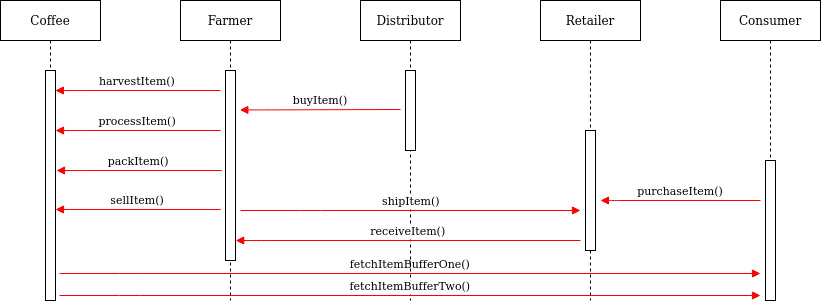 Coffee
Farmer
Distributor
Retailer
Consumer
harvestItem()
buyItem()
processItem()
packItem()
purchaseItem()
sellItem()
shipItem()
receiveItem()
fetchItemBufferOne()
fetchItemBufferTwo()